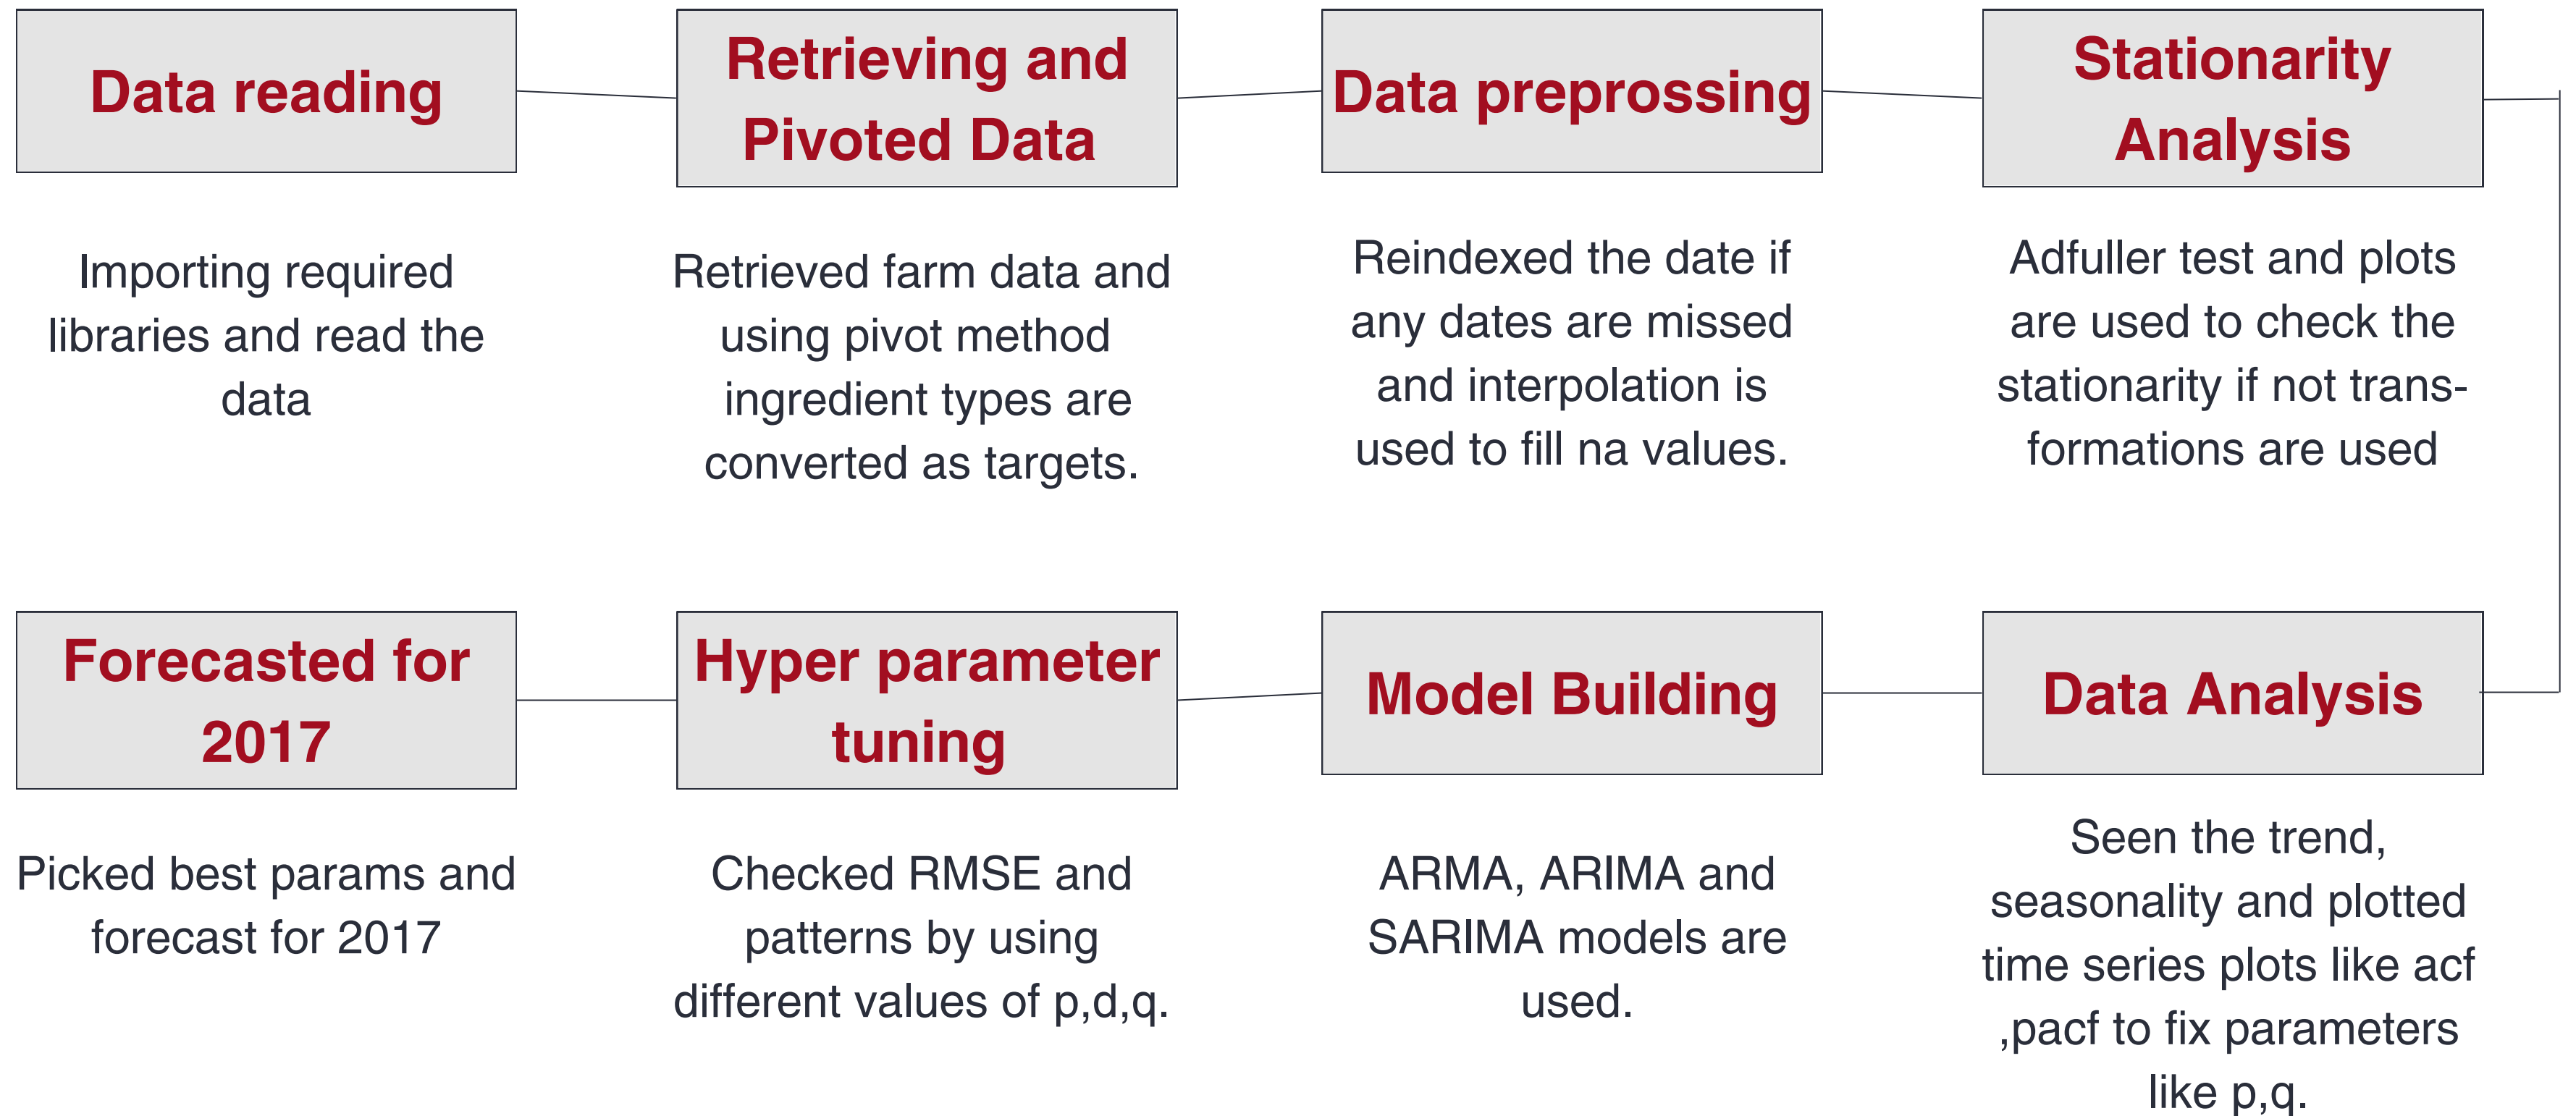 Data reading
Importing required
libraries and read the
data
Retrieving and
Pivoted Data
Retrieved farm data and
using pivot method
ingredient types are
converted as targets.
Data preprossing
Reindexed the date if
any dates are missed
and interpolation is
used to fill na values.
Stationarity
Analysis
Adfuller test and plots
are used to check the
stationarity if not trans-
formations are used
Data Analysis
Seen the trend,
seasonality and plotted
time series plots like acf
,pacf to fix parameters
like p,q.
Model Building
ARMA, ARIMA and
SARIMA models are
used.
Hyper parameter
tuning
Checked RMSE and
patterns by using
different values of p,d,q.
Forecasted for
2017
Picked best params and
forecast for 2017